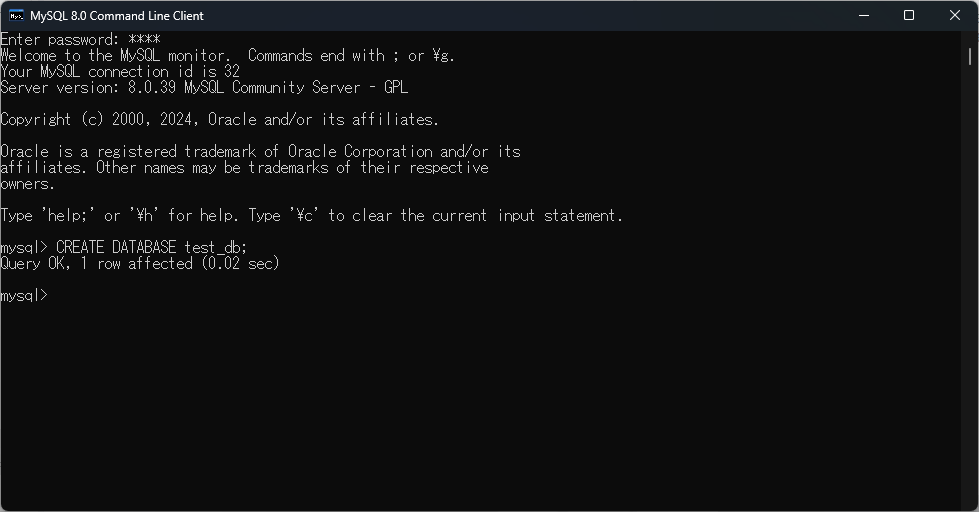 MySQL 8.0 Command Line Client
Enter password: ****
Welcome to the MySQL monitor.  Commands end with ; or ¥g.
Your MySQL connection id is 32
Server version: 8.0.39 MySQL Community Server - GPL
Copyright (c) 2000, 2024, Oracle and/or its affiliates.
Oracle is a registered trademark of Oracle Corporation and/or its
affiliates. Other names may be trademarks of their respective
owners.
Type 'help;' or '¥h' for help. Type '¥c' to clear the current input statement.
mysql> CREATE DATABASE test_db;
Query OK, 1 row affected (0.02 sec)
mysql>